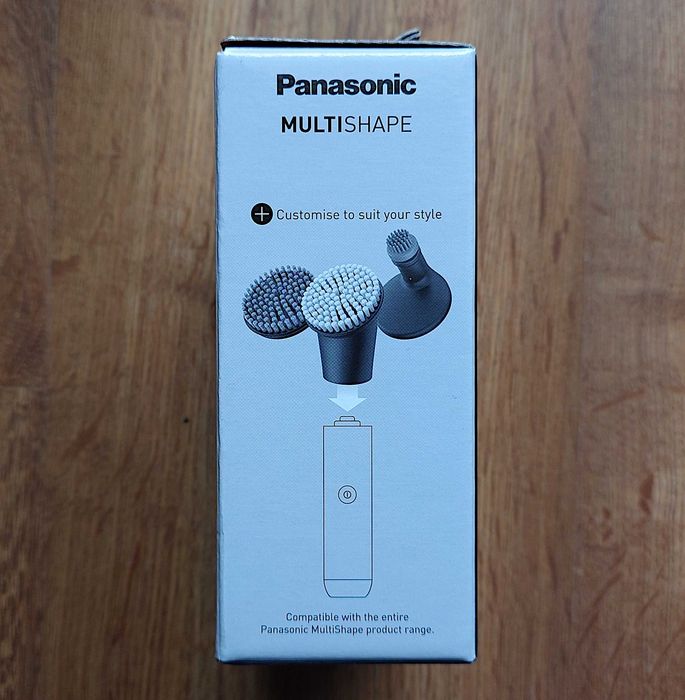 Panasonic
MULTISHAPE
Customise to suit your style
Compatible with the entire
Panasonic MultiShape product range.